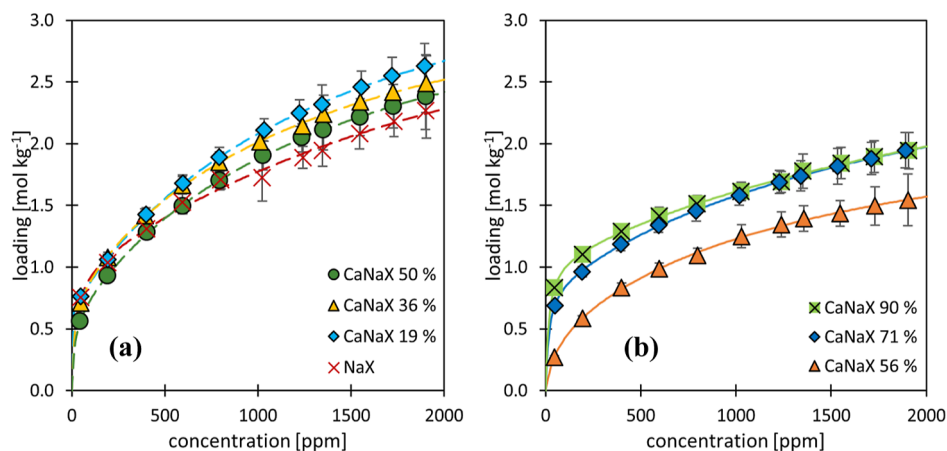 3.0
2.5
2.0
1.5
1.0
0.5
0.0
loading [mol kg⁻¹]
CaNaX 50 %
CaNaX 36 %
CaNaX 19 %
NaX
(a)
0 500 1000 1500 2000
concentration [ppm]
3.0
2.5
2.0
1.5
1.0
0.5
0.0
loading [mol kg⁻¹]
CaNaX 90 %
CaNaX 71 %
CaNaX 56 %
(b)
0 500 1000 1500 2000
concentration [ppm]